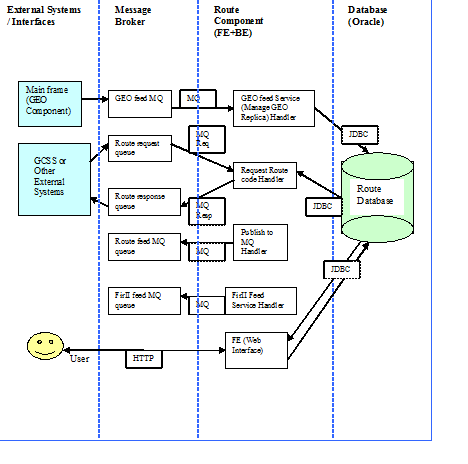 External Systems
/ Interfaces
Message
Broker
Route
Component
(FE+BE)
Database
(Oracle)
Main frame
(GEO
Component)
GEO feed MQ
MQ
GEO feed Service
(Manage GEO
Replica) Handler
JDBC
MQ
Req
Route request
queue
GCSS or
Other
External
Systems
Request Route
code Handler
Route
Database
Route response
queue
MQ
Resp
JDBC
Publish to
MQ
Handler
Route feed MQ
queue
MQ
JDBC
FirII feed MQ
queue
MQ
FirII Feed
Service Handler
FE (Web
Interface)
User
HTTP